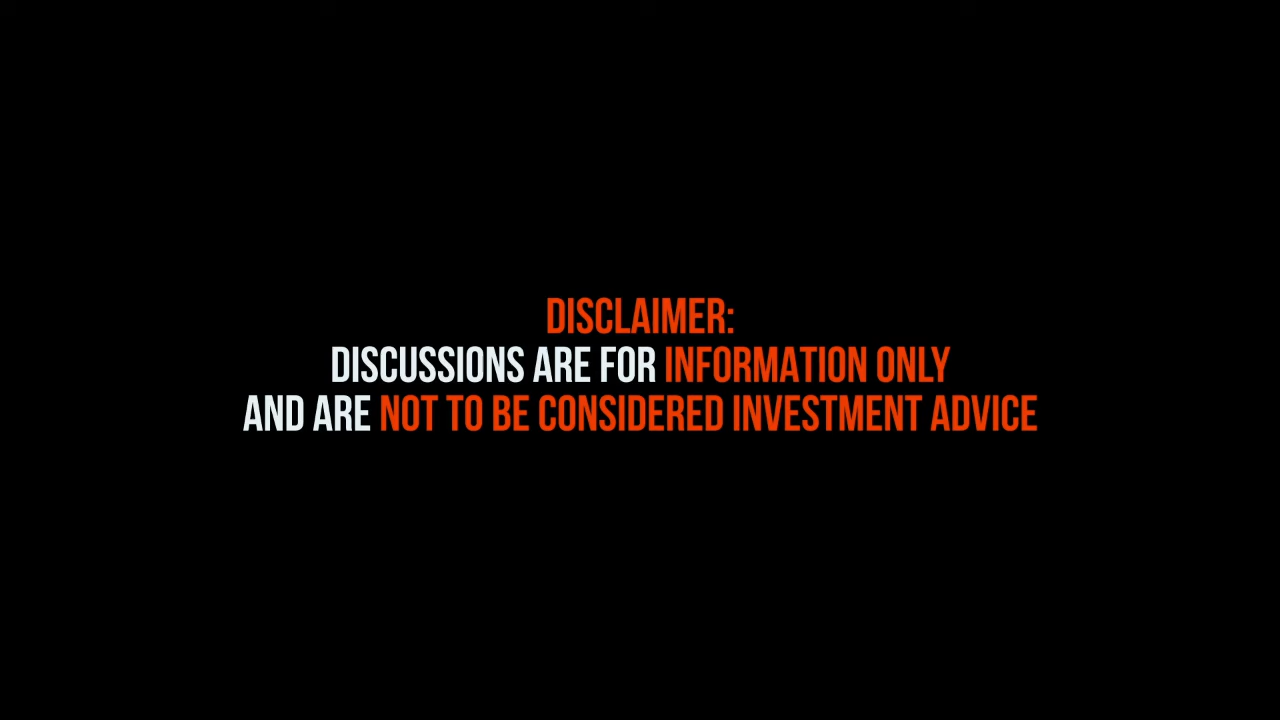 DISCLAIMER:
DISCUSSIONS ARE FOR INFORMATION ONLY
AND ARE NOT TO BE CONSIDERED INVESTMENT ADVICE